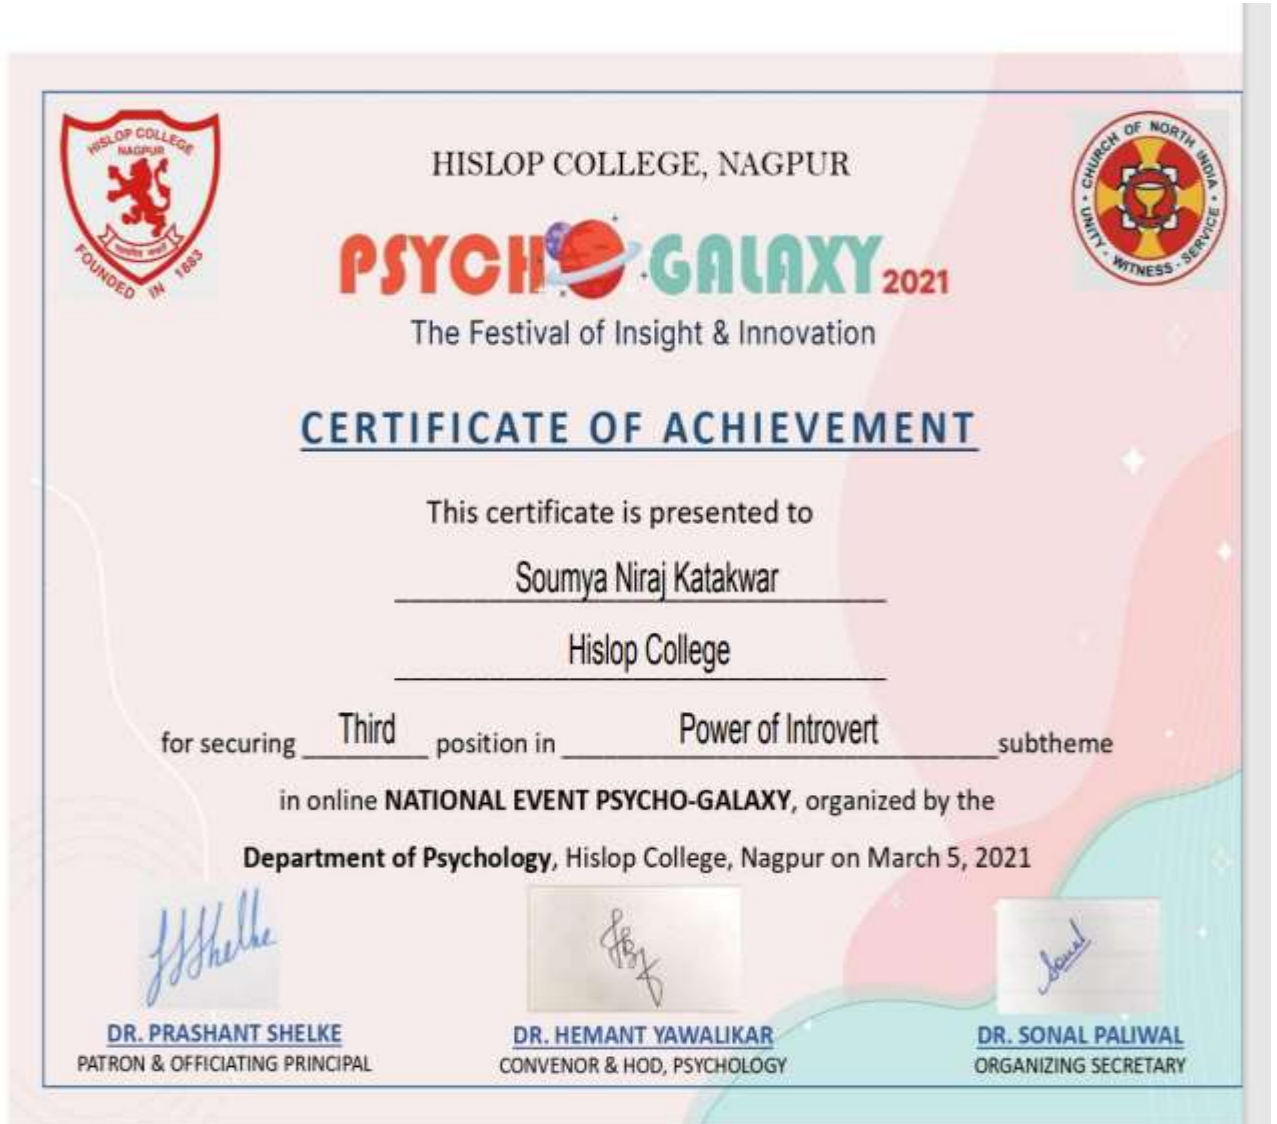 HISLOP COLLEGE
NAGPUR
FOUNDED IN 1883
HISLOP COLLEGE, NAGPUR
CHURCH OF NORTH INDIA
UNITY · WITNESS · SERVICE
PSYCHO GALAXY 2021
The Festival of Insight & Innovation
CERTIFICATE OF ACHIEVEMENT
This certificate is presented to
Soumya Niraj Katakwar
Hislop College
for securing Third position in Power of Introvert subtheme
in online NATIONAL EVENT PSYCHO-GALAXY, organized by the
Department of Psychology, Hislop College, Nagpur on March 5, 2021
Shelke
Sonal
DR. PRASHANT SHELKE
DR. HEMANT YAWALIKAR
DR. SONAL PALIWAL
PATRON & OFFICIATING PRINCIPAL
CONVENOR & HOD, PSYCHOLOGY
ORGANIZING SECRETARY